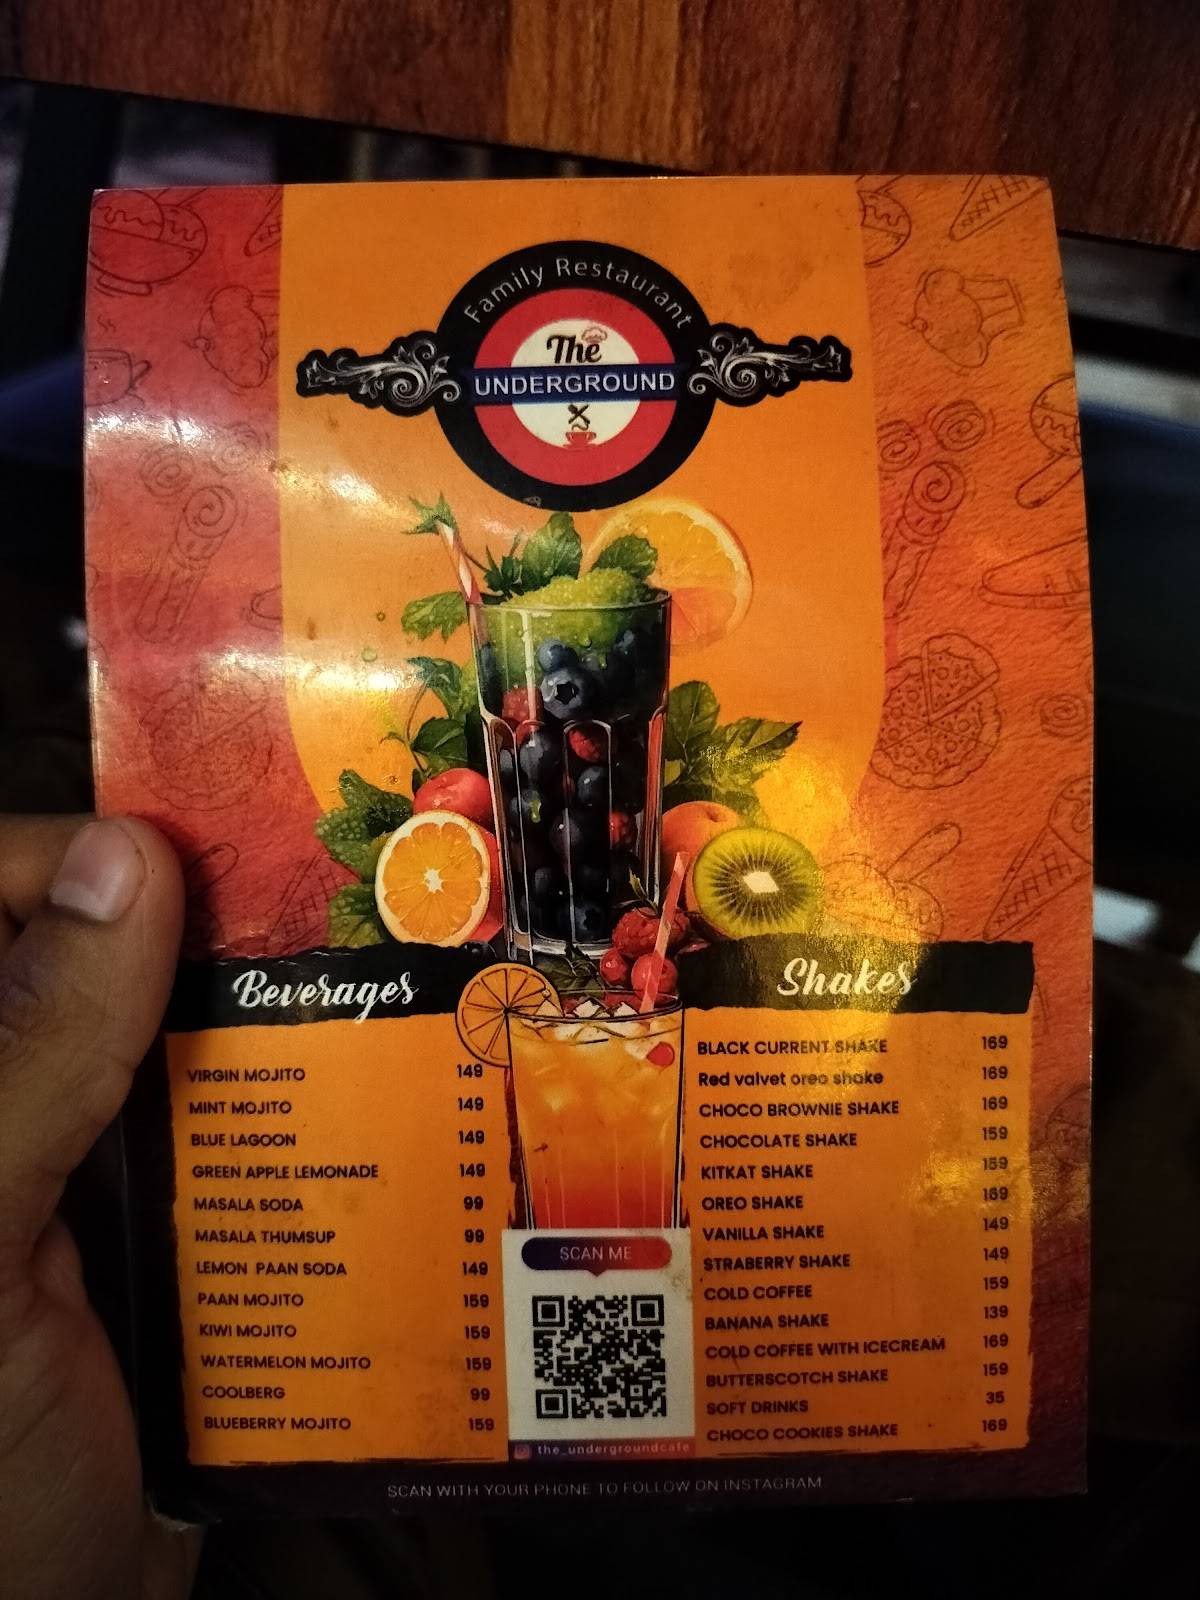 Family Restaurant
The
UNDERGROUND
Beverages
VIRGIN MOJITO 149
MINT MOJITO 149
BLUE LAGOON 149
GREEN APPLE LEMONADE 149
MASALA SODA 99
MASALA THUMSUP 99
LEMON PAAN SODA 149
PAAN MOJITO 159
KIWI MOJITO 159
WATERMELON MOJITO 159
COOLBERG 99
BLUEBERRY MOJITO 159
Shakes
BLACK CURRENT SHAKE 169
Red valvet oreo shake 169
CHOCO BROWNIE SHAKE 169
CHOCOLATE SHAKE 159
KITKAT SHAKE 159
OREO SHAKE 169
VANILLA SHAKE 149
STRABERRY SHAKE 149
COLD COFFEE 159
BANANA SHAKE 139
COLD COFFEE WITH ICECREAM 169
BUTTERSCOTCH SHAKE 159
SOFT DRINKS 35
CHOCO COOKIES SHAKE 169
SCAN ME
the_undergroundcafe
SCAN WITH YOUR PHONE TO FOLLOW ON INSTAGRAM